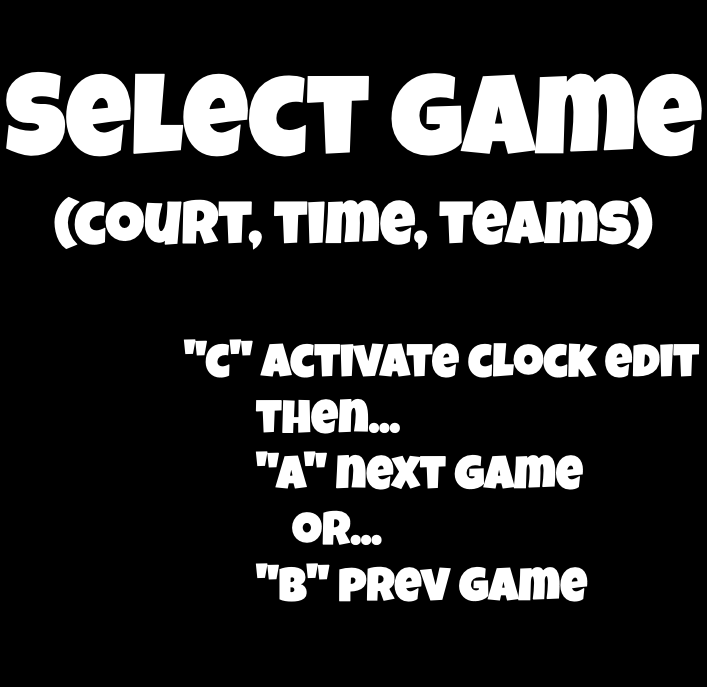 Select Game
(Court, Time, Teams)
"C" Activate Clock Edit
Then...
"A" Next Game
Or...
"B" Prev Game